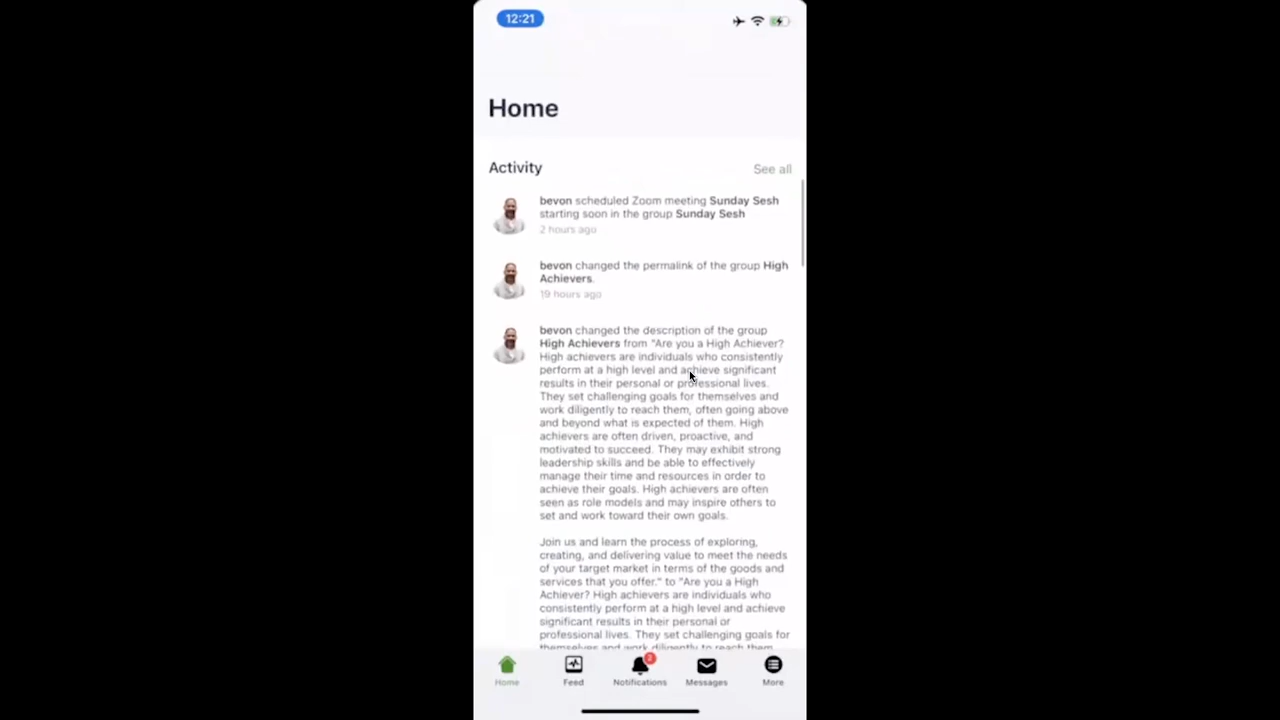 12:21
Home
Activity
See all
bevon scheduled Zoom meeting Sunday Sesh
starting soon in the group Sunday Sesh
2 hours ago
bevon changed the permalink of the group High
Achievers.
19 hours ago
bevon changed the description of the group
High Achievers from "Are you a High Achiever?
High achievers are individuals who consistently
perform at a high level and achieve significant
results in their personal or professional lives.
They set challenging goals for themselves and
work diligently to reach them, often going above
and beyond what is expected of them. High
achievers are often driven, proactive, and
motivated to succeed. They may exhibit strong
leadership skills and be able to effectively
manage their time and resources in order to
achieve their goals. High achievers are often
seen as role models and may inspire others to
set and work toward their own goals.
Join us and learn the process of exploring,
creating, and delivering value to meet the needs
of your target market in terms of the goods and
services that you offer." to "Are you a High
Achiever? High achievers are individuals who
consistently perform at a high level and achieve
significant results in their personal or
professional lives. They set challenging goals for
themselves and work diligently to reach them,
2
Home
Feed
Notifications
Messages
More